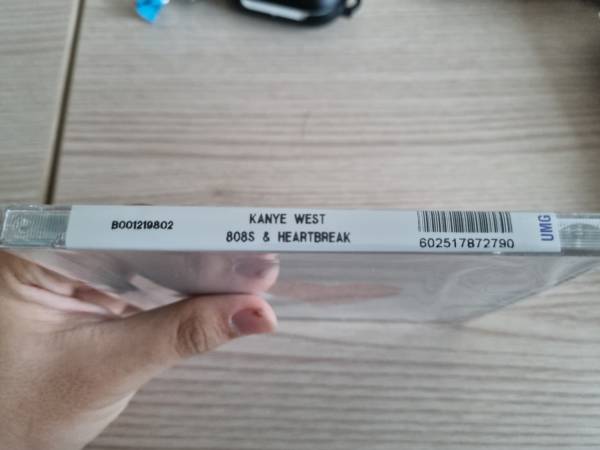 B001219802
KANYE WEST
808S & HEARTBREAK
602517872790
UMG